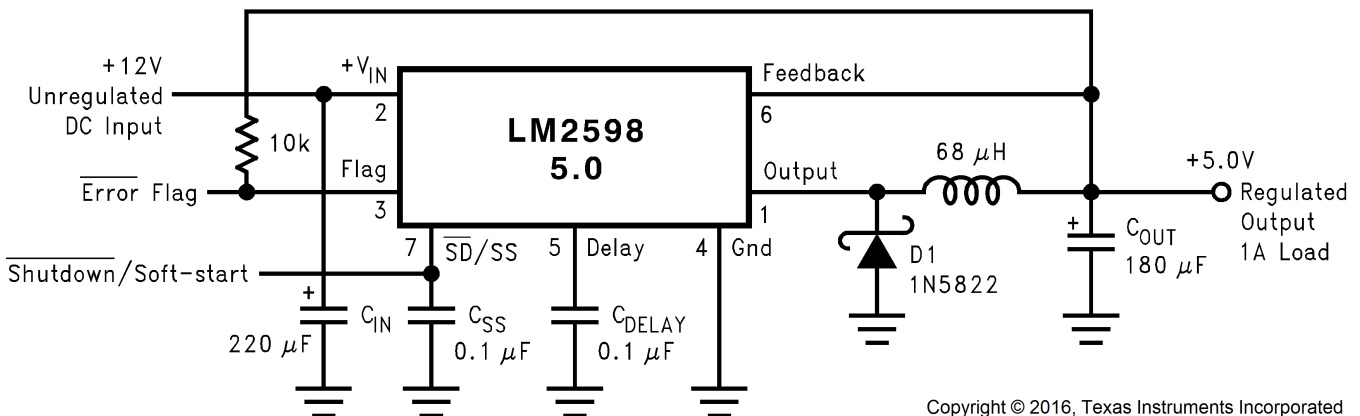 +12V
Unregulated
DC Input
+VIN
2
10k
Flag
3
Error Flag
LM2598
5.0
Feedback
6
Output
1
68 μH
+5.0V
Regulated
Output
1A Load
7
SD/SS
5
Delay
4
Gnd
Shutdown/Soft-start
+
CIN
220 μF
CSS
0.1 μF
CDELAY
0.1 μF
D1
1N5822
+
COUT
180 μF
Copyright © 2016, Texas Instruments Incorporated